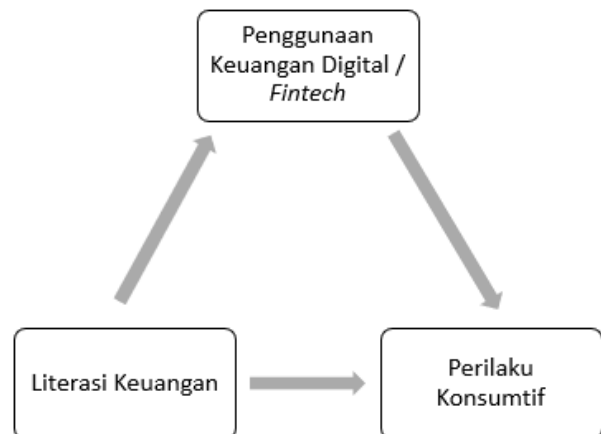 Penggunaan
Keuangan Digital /
Fintech
Literasi Keuangan
Perilaku
Konsumtif